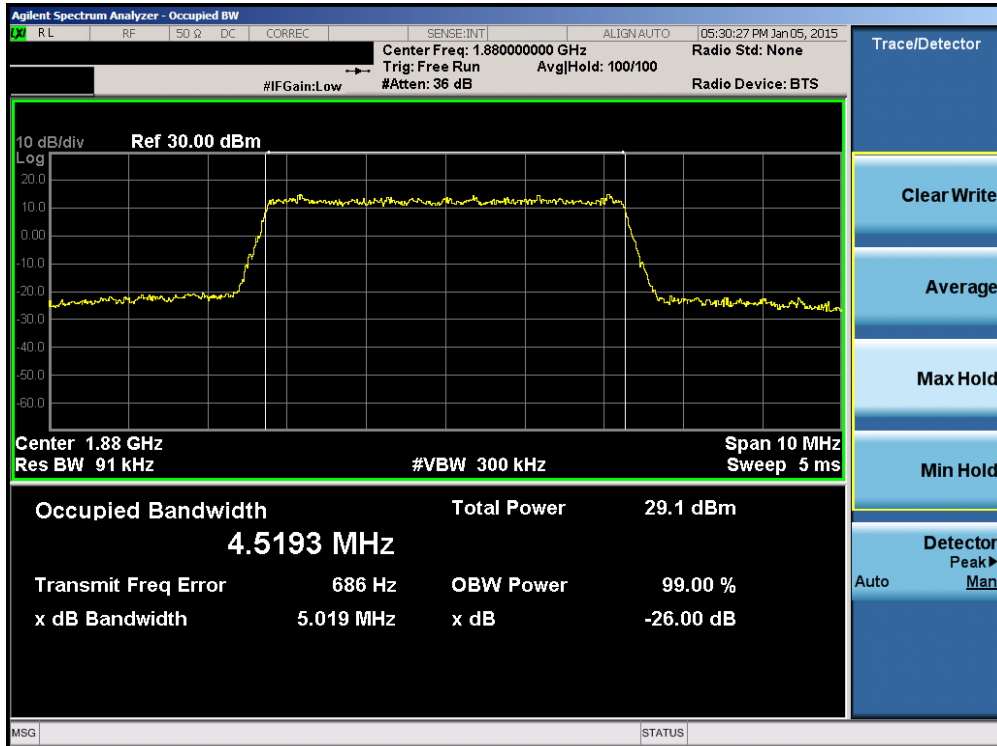 Agilent Spectrum Analyzer - Occupied BW
LXI RL RF 50 Ω DC CORREC SENSE:INT ALIGN AUTO 05:30:27 PM Jan 05, 2015
Center Freq: 1.880000000 GHz Radio Std: None
Trig: Free Run Avg|Hold: 100/100
#IFGain:Low #Atten: 36 dB Radio Device: BTS
10 dB/div Ref 30.00 dBm
Log
20.0
10.0
0.00
-10.0
-20.0
-30.0
-40.0
-50.0
-60.0
Center 1.88 GHz Span 10 MHz
Res BW 91 kHz #VBW 300 kHz Sweep 5 ms
Occupied Bandwidth Total Power 29.1 dBm
4.5193 MHz
Transmit Freq Error 686 Hz OBW Power 99.00 %
x dB Bandwidth 5.019 MHz x dB -26.00 dB
MSG STATUS
Trace/Detector
Clear Write
Average
Max Hold
Min Hold
Detector
Peak▶
Auto Man